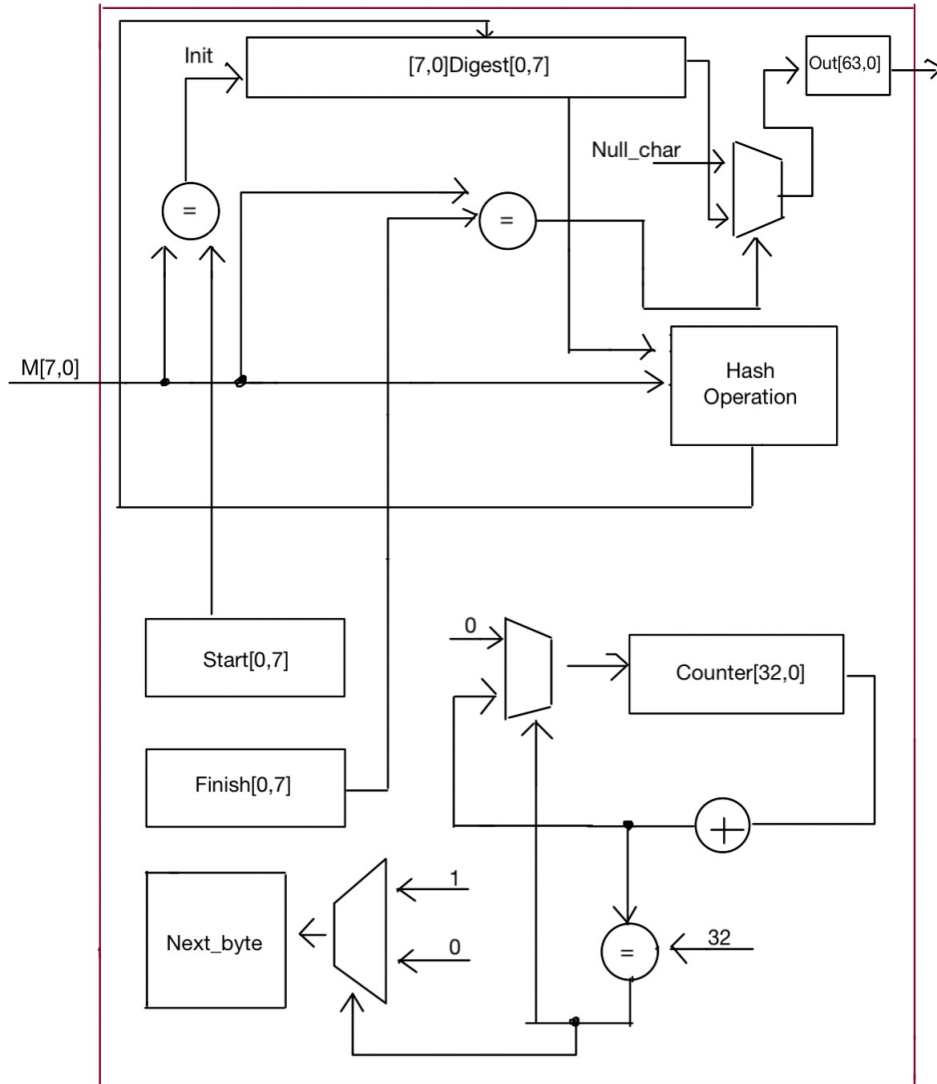 Init
[7,0]Digest[0,7]
Out[63,0]
Null_char
=
=
M[7,0]
Hash
Operation
Start[0,7]
0
Counter[32,0]
Finish[0,7]
+
1
Next_byte
0
=
32